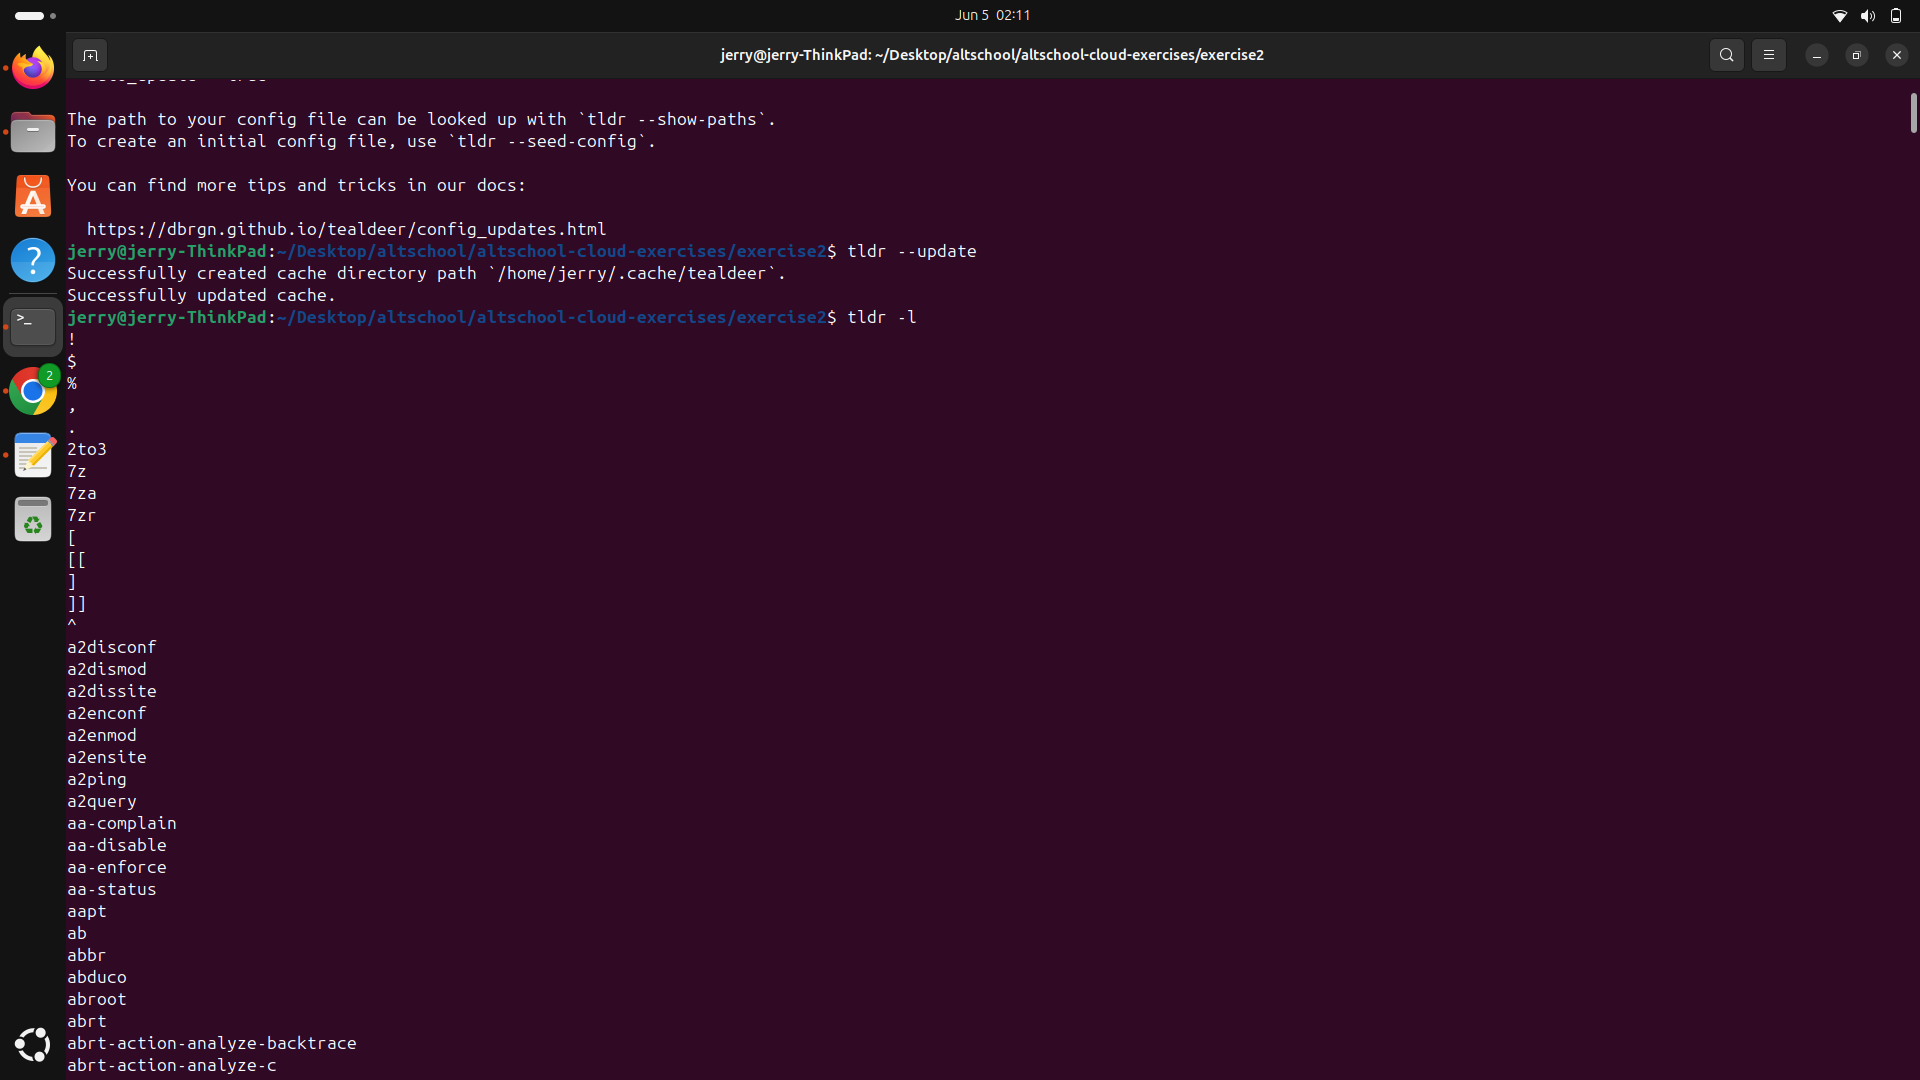 Jun 5 02:11
jerry@jerry-ThinkPad: ~/Desktop/altschool/altschool-cloud-exercises/exercise2
The path to your config file can be looked up with `tldr --show-paths`.
To create an initial config file, use `tldr --seed-config`.
You can find more tips and tricks in our docs:
https://dbrgn.github.io/tealdeer/config_updates.html
jerry@jerry-ThinkPad:~/Desktop/altschool/altschool-cloud-exercises/exercise2$ tldr --update
Successfully created cache directory path `/home/jerry/.cache/tealdeer`.
Successfully updated cache.
jerry@jerry-ThinkPad:~/Desktop/altschool/altschool-cloud-exercises/exercise2$ tldr -l
!
$
%
,
.
2to3
7z
7za
7zr
[
[[
]
]]
^
a2disconf
a2dismod
a2dissite
a2enconf
a2enmod
a2ensite
a2ping
a2query
aa-complain
aa-disable
aa-enforce
aa-status
aapt
ab
abbr
abduco
abroot
abrt
abrt-action-analyze-backtrace
abrt-action-analyze-c
2